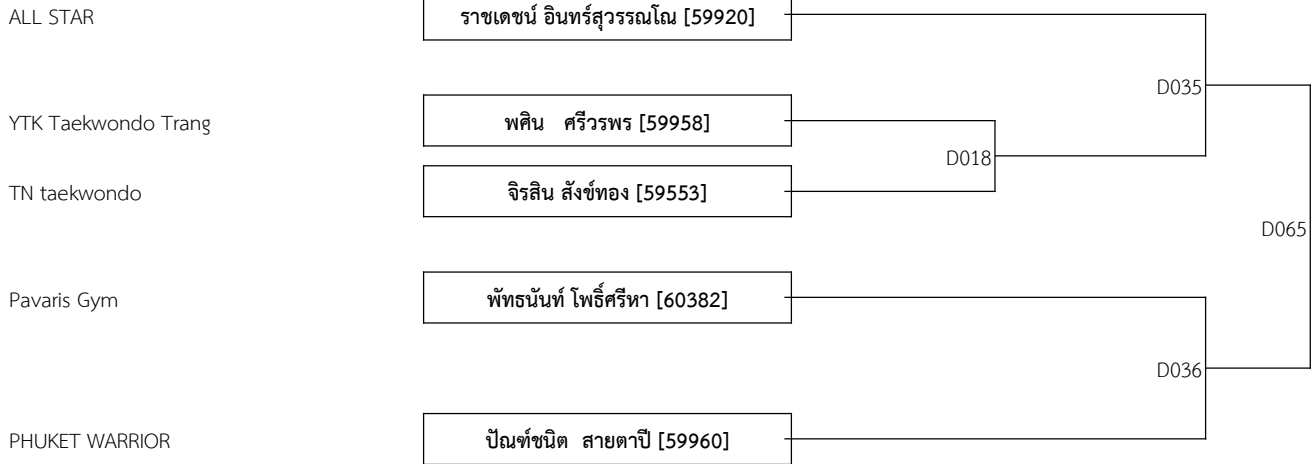 ALL STAR ราชเดชน์ อินทร์สุวรรณโณ [59920]
D035
YTK Taekwondo Trang พศิน ศรีวรพร [59958]
D018
TN taekwondo จิรสิน สังข์ทอง [59553]
D065
Pavaris Gym พัทธนันท์ โพธิ์ศรีหา [60382]
D036
PHUKET WARRIOR ปัณฑ์ชนิต สายตาปี [59960]